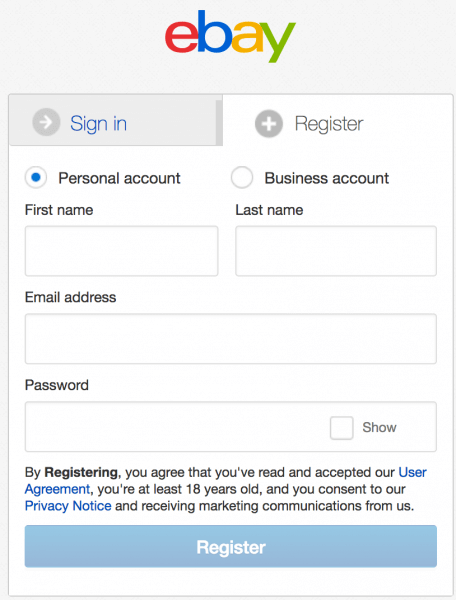 ebay
Sign in
Register
Personal account
Business account
First name
Last name
Email address
Password
Show
By Registering, you agree that you've read and accepted our User
Agreement, you're at least 18 years old, and you consent to our
Privacy Notice and receiving marketing communications from us.
Register